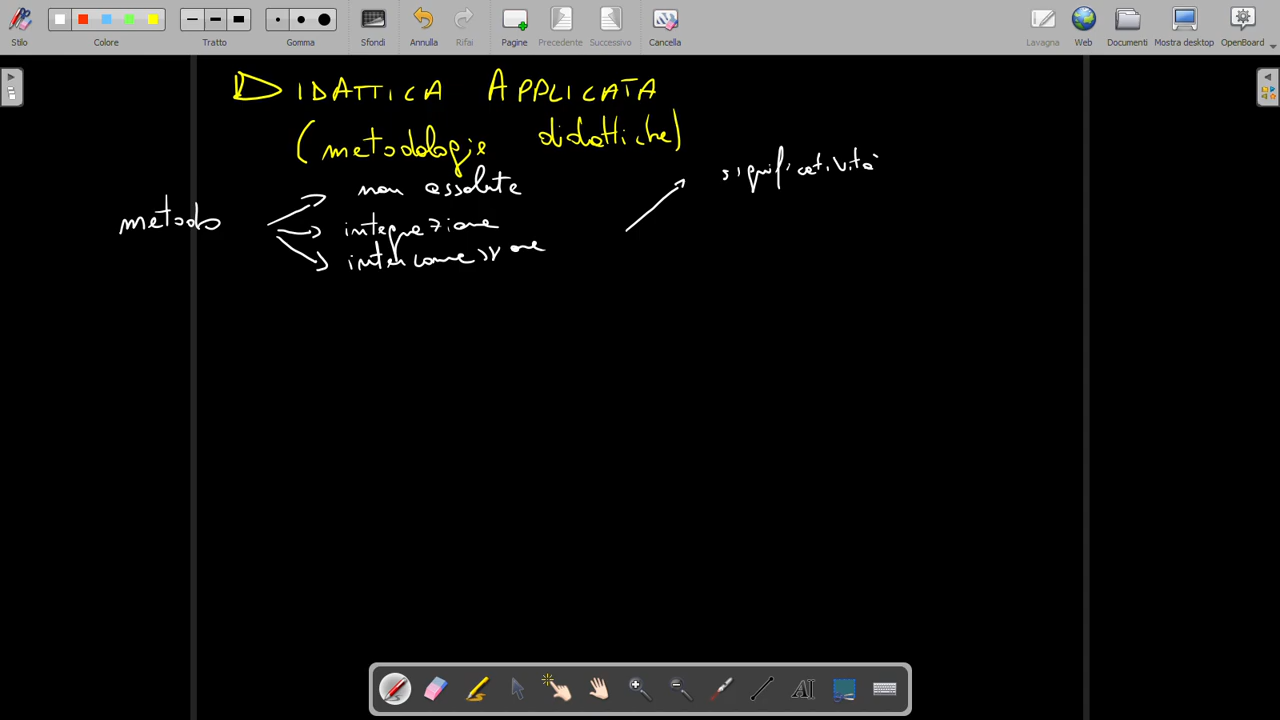 Stilo Colore Tratto Gomma Sfondi Annulla Rifai Pagine Precedente Successivo Cancella Lavagna Web Documenti Mostra desktop OpenBoard
DIDATTICA APPLICATA
(metodologie didattiche)
significatività
non assolute
metodo
integrazione
interconnessione
AI